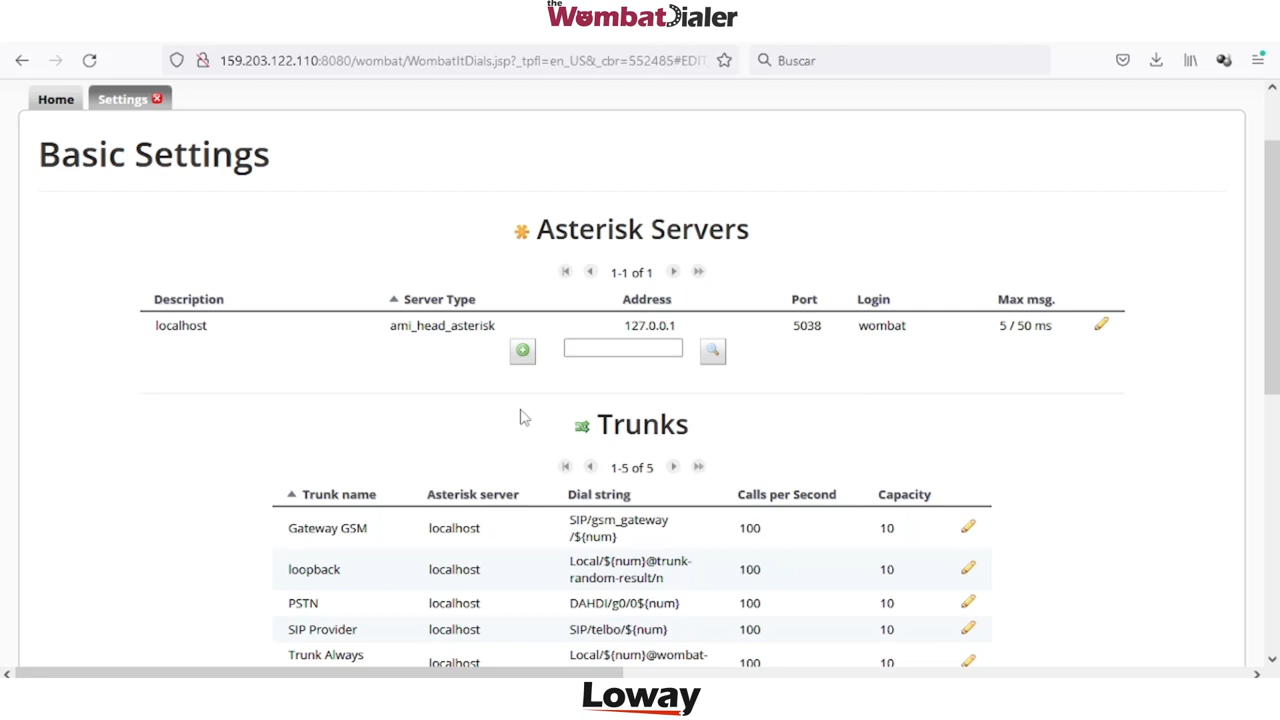 the WombatDialer
159.203.122.110:8080/wombat/WombatItDials.jsp?_tpfl=en_US&_cbr=552485#EDIT
Buscar
Home
Settings
Basic Settings
Asterisk Servers
1-1 of 1
Description Server Type Address Port Login Max msg.
localhost ami_head_asterisk 127.0.0.1 5038 wombat 5 / 50 ms
Trunks
1-5 of 5
Trunk name Asterisk server Dial string Calls per Second Capacity
Gateway GSM localhost SIP/gsm_gateway 100 10
/${num}
loopback localhost Local/${num}@trunk- 100 10
random-result/n
PSTN localhost DAHDI/g0/0${num} 100 10
SIP Provider localhost SIP/telbo/${num} 100 10
Trunk Always localhost Local/${num}@wombat- 100 10
Loway